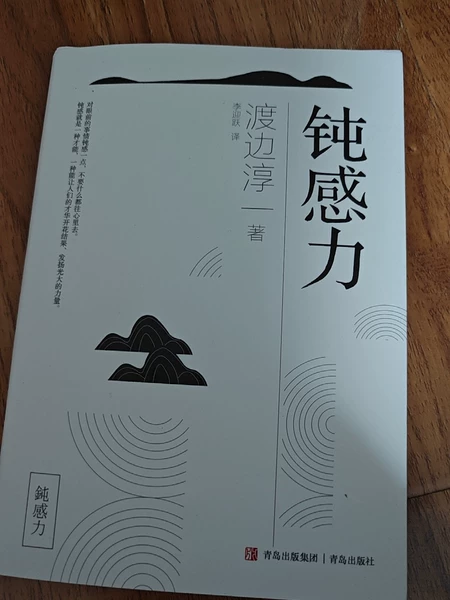 钝感力
渡边淳一 著
李迎跃 译
对眼前的事情钝感一点，不要什么都往心里去。
钝感就是一种才能，一种能让人们的才华开花结果、发扬光大的力量。
鈍感力
青岛出版集团 | 青岛出版社